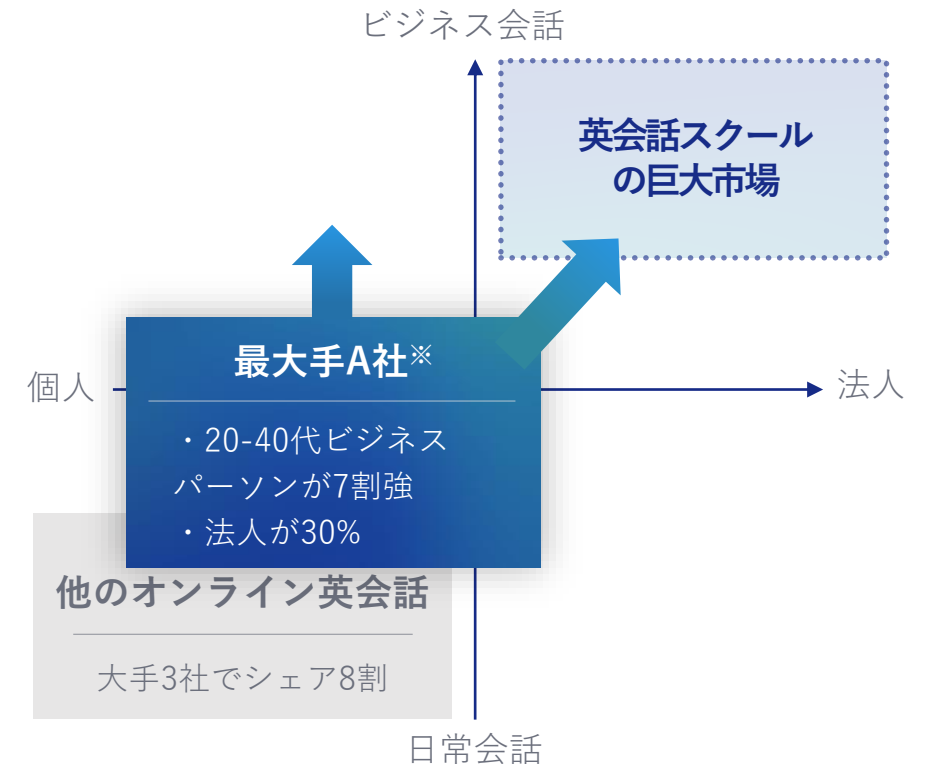 ビジネス会話
英会話スクール
の巨大市場
最大手A社※
個人
法人
・20-40代ビジネス
パーソンが7割強
・法人が30%
他のオンライン英会話
大手3社でシェア8割
日常会話